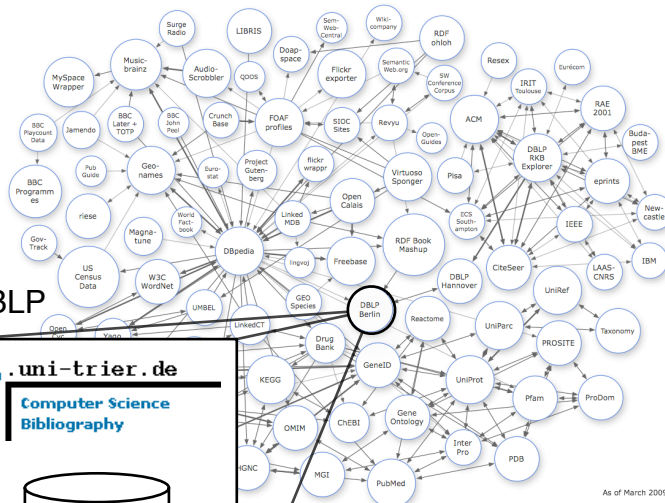 Surge
Radio
LIBRIS
Sem-
Web-
Central
Wiki-
company
RDF
ohloh
Doap-
space
Music-
brainz
Audio-
Scrobbler
QDOS
Flickr
exporter
Semantic
Web.org
SW
Conference
Corpus
Resex
IRIT
Toulouse
Eurécom
MySpace
Wrapper
RAE
2001
BBC
Playcount
Data
Jamendo
BBC
Later +
TOTP
BBC
John
Peel
Crunch
Base
FOAF
profiles
SIOC
Sites
Revyu
Open-
Guides
ACM
DBLP
RKB
Explorer
Buda-
pest
BME
Pub
Guide
Geo-
names
Euro-
stat
Project
Guten-
berg
flickr
wrappr
Virtuoso
Sponger
Pisa
eprints
BBC
Programm
es
riese
World
Fact-
book
Linked
MDB
Open
Calais
ECS
South-
ampton
IEEE
New-
castle
Gov-
Track
Magna-
tune
DBpedia
RDF Book
Mashup
US
Census
Data
W3C
WordNet
lingvoj
Freebase
DBLP
Hannover
CiteSeer
LAAS-
CNRS
IBM
UMBEL
GEO
Species
DBLP
Berlin
UniRef
BLP
Open
Cyc
Yago
LinkedCT
Reactome
UniParc
Taxonomy
Drug
Bank
PROSITE
.uni-trier.de
Computer Science
Bibliography
KEGG
GeneID
UniProt
Pfam
ProDom
OMIM
ChEBI
Gene
Ontology
Inter
Pro
HGNC
MGI
PubMed
PDB
As of March 2009